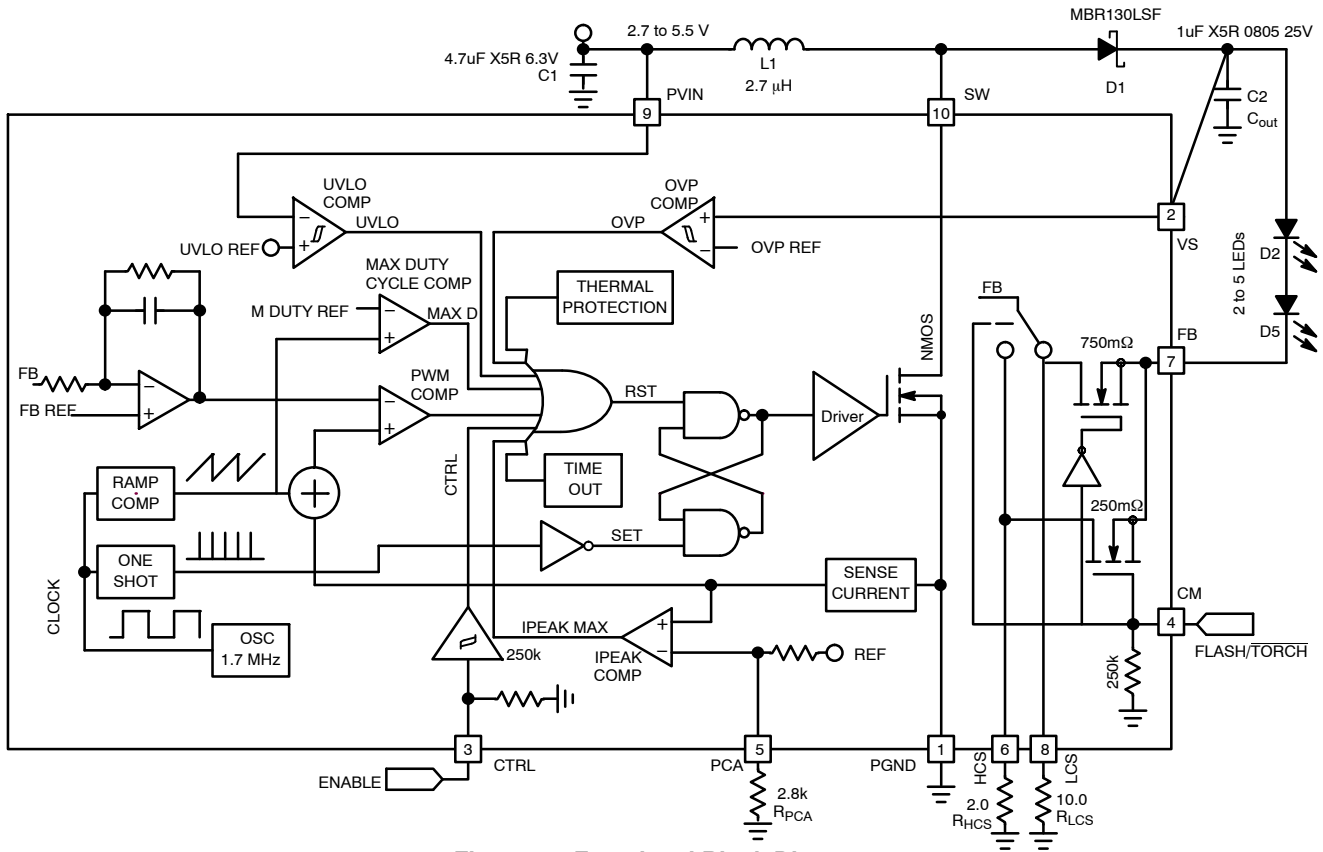 MBR130LSF
2.7 to 5.5 V
1uF X5R 0805 25V
4.7uF X5R 6.3V
C1
L1
2.7 μH
D1
C2
Cout
PVIN
9
SW
10
UVLO
COMP
OVP
COMP
−
+
UVLO
UVLO REF
OVP
+
−
OVP REF
2
VS
2 to 5 LEDs
D2
D5
MAX DUTY
CYCLE COMP
THERMAL
PROTECTION
M DUTY REF
−
+
MAX D
FB
NMOS
750mΩ
FB
7
FB
FB REF
−
+
PWM
COMP
−
+
RST
Driver
RAMP
COMP
+
CTRL
TIME
OUT
250mΩ
ONE
SHOT
SET
SENSE
CURRENT
CLOCK
CM
4
FLASH/TORCH
OSC
1.7 MHz
250k
IPEAK MAX
IPEAK
COMP
+
−
REF
250k
3
CTRL
5
PCA
1
PGND
6
HCS
8
LCS
ENABLE
2.8k
RPCA
2.0
RHCS
10.0
RLCS